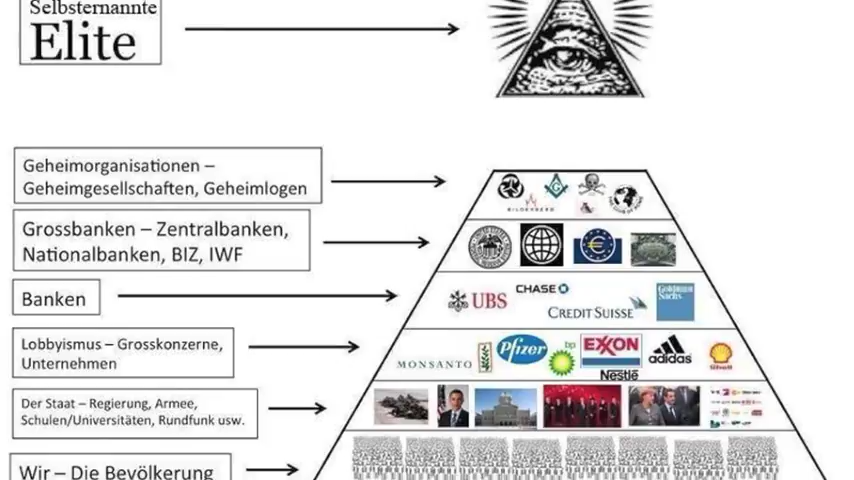 Selbsternannte
Elite
Geheimorganisationen –
Geheimgesellschaften, Geheimlogen
BILDERBERG
Grossbanken – Zentralbanken,
Nationalbanken, BIZ, IWF
Banken
UBS
CHASE
CREDIT SUISSE
Goldman
Sachs
Lobbyismus – Grosskonzerne,
Unternehmen
MONSANTO
Pfizer
bp
EXXON
Nestlé
adidas
Shell
Der Staat – Regierung, Armee,
Schulen/Universitäten, Rundfunk usw.
Wir – Die Bevölkerung